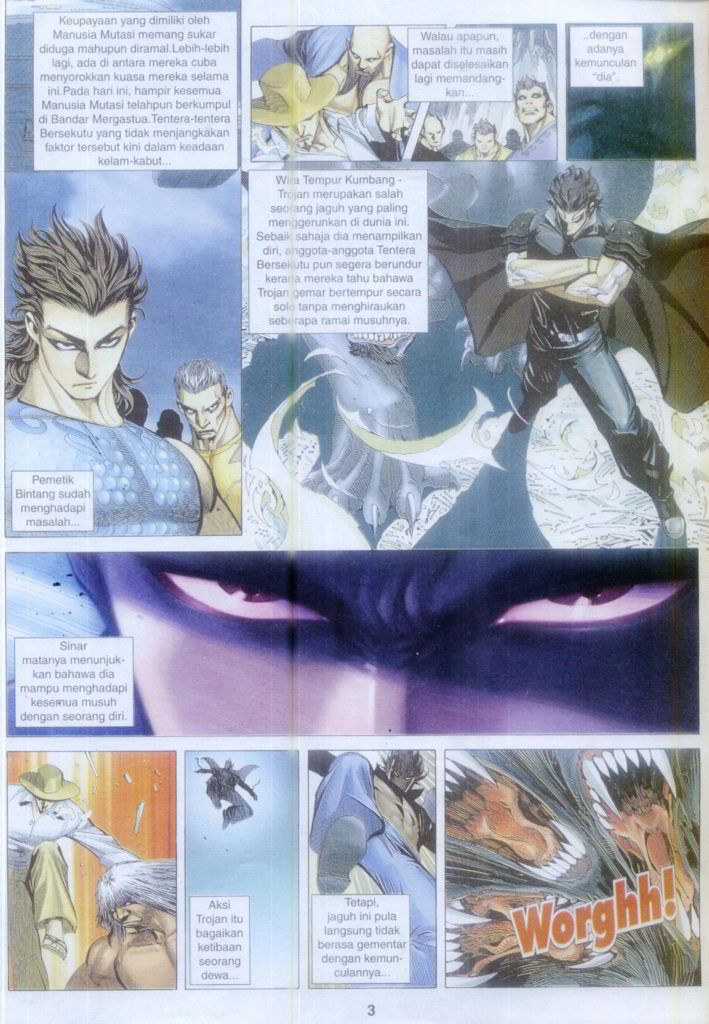 Keupayaan yang dimiliki oleh
Manusia Mutasi memang sukar
diduga mahupun diramal.Lebih-lebih
lagi, ada di antara mereka cuba
menyorokkan kuasa mereka selama
ini.Pada hari ini, hampir kesemua
Manusia Mutasi telahpun berkumpul
di Bandar Mergastua.Tentera-tentera
Bersekutu yang tidak menjangkakan
faktor tersebut kini dalam keadaan
kelam-kabut...
Walau apapun,
masalah itu masih
dapat diselesaikan
lagi memandang-
kan...
..dengan
adanya
kemunculan
“dia”.
Wira Tempur Kumbang -
Trojan merupakan salah
seorang jaguh yang paling
menggerunkan di dunia ini.
Sebaik sahaja dia menampilkan
diri, anggota-anggota Tentera
Bersekutu pun segera berundur
kerana mereka tahu bahawa
Trojan gemar bertempur secara
solo tanpa menghiraukan
seberapa ramai musuhnya.
Pemetik
Bintang sudah
menghadapi
masalah...
Sinar
matanya menunjuk-
kan bahawa dia
mampu menghadapi
kesemua musuh
dengan seorang diri.
Aksi
Trojan itu
bagaikan
ketibaan
seorang
dewa...
Tetapi,
jaguh ini pula
langsung tidak
berasa gementar
dengan kemun-
culannya...
Worghh!
3